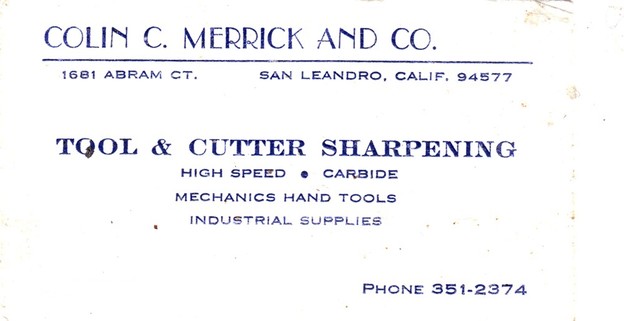 COLIN C. MERRICK AND CO.
1681 ABRAM CT. SAN LEANDRO, CALIF. 94577
TOOL & CUTTER SHARPENING
HIGH SPEED • CARBIDE
MECHANICS HAND TOOLS
INDUSTRIAL SUPPLIES
PHONE 351-2374